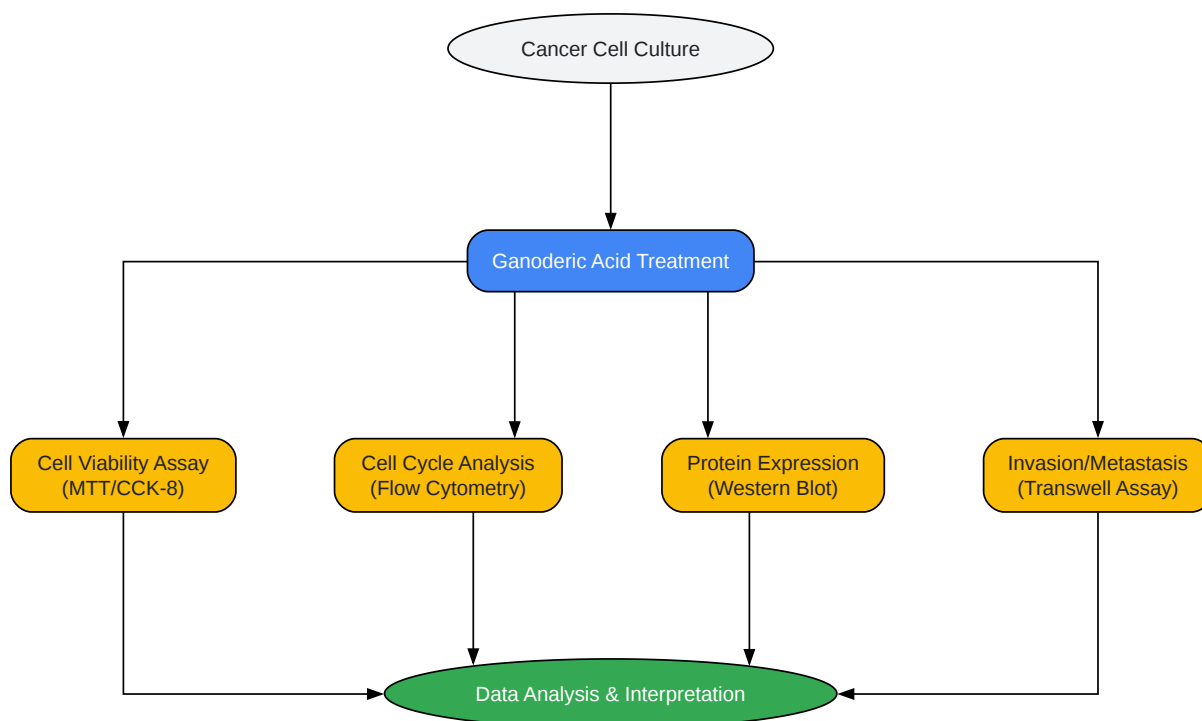 Cancer Cell Culture
Ganoderic Acid Treatment
Cell Viability Assay
(MTT/CCK-8)
Cell Cycle Analysis
(Flow Cytometry)
Protein Expression
(Western Blot)
Invasion/Metastasis
(Transwell Assay)
Data Analysis & Interpretation